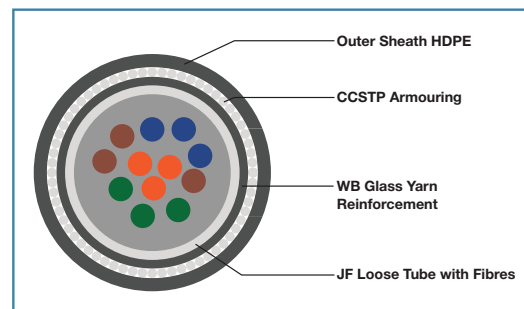 Outer Sheath HDPE
CCSTP Armouring
WB Glass Yarn
Reinforcement
JF Loose Tube with Fibres